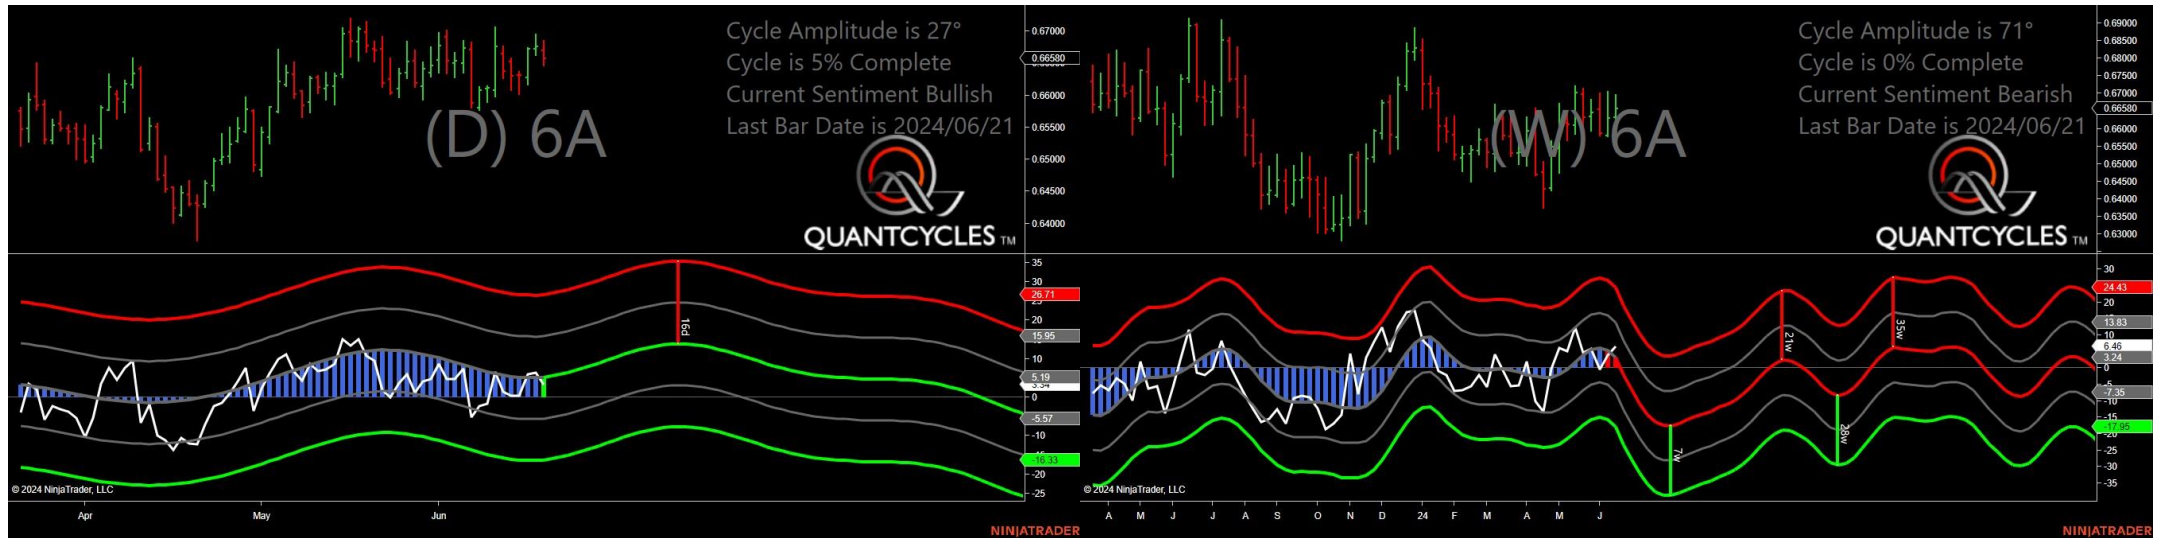 Cycle Amplitude is 27°
Cycle is 5% Complete
Current Sentiment Bullish
Last Bar Date is 2024/06/21
(D) 6A
QUANTCYCLES TM
0.67000
0.66580
0.66000
0.65500
0.65000
0.64500
0.64000
35
30
26.71
20
15.95
10
5.19
0
-5.57
-10
-16.33
-20
-25
16d
© 2024 NinjaTrader, LLC
Apr May Jun
NINJATRADER
Cycle Amplitude is 71°
Cycle is 0% Complete
Current Sentiment Bearish
Last Bar Date is 2024/06/21
(W) 6A
QUANTCYCLES TM
0.69000
0.68500
0.68000
0.67500
0.67000
0.66580
0.66000
0.65500
0.65000
0.64500
0.64000
0.63500
0.63000
30
24.43
20
13.83
6.46
3.24
0
-7.35
-10
-15
-17.95
-25
-30
-35
7w
21w
28w
35w
© 2024 NinjaTrader, LLC
A M J J A S O N D 24 F M A M J
NINJATRADER